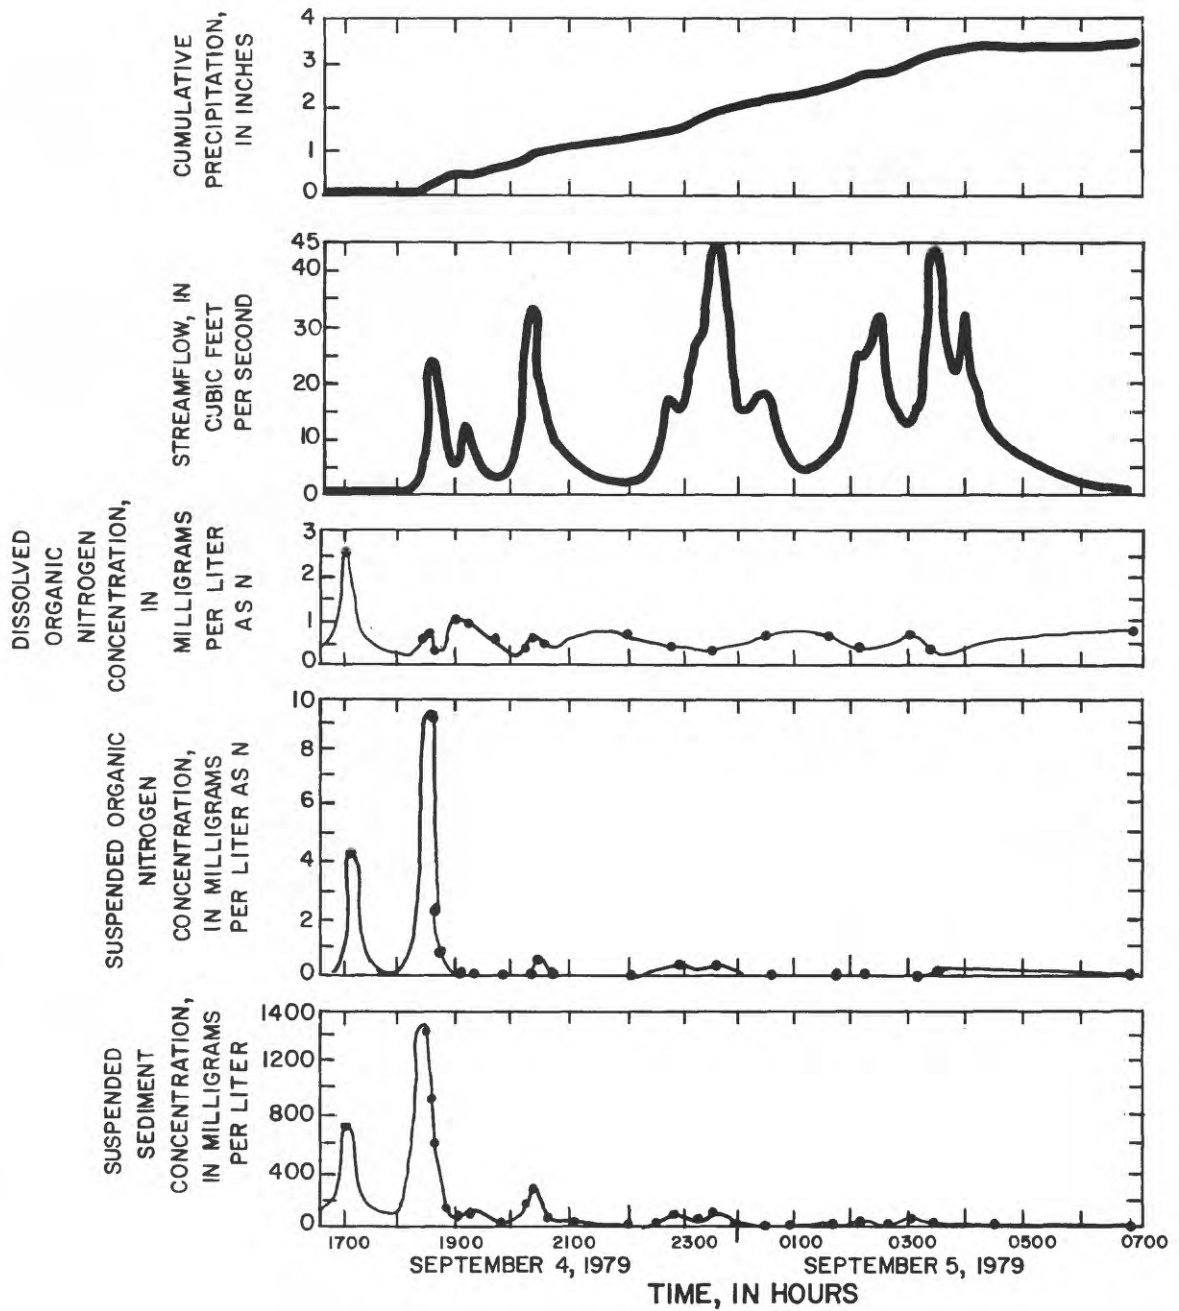 CUMULATIVE
PRECIPITATION,
IN INCHES
4
3
2
1
0
STREAMFLOW, IN
CUBIC FEET
PER SECOND
45
40
30
20
10
0
DISSOLVED
ORGANIC
NITROGEN
CONCENTRATION,
IN
MILLIGRAMS
PER LITER
AS N
3
2
1
0
SUSPENDED ORGANIC
NITROGEN
CONCENTRATION,
IN MILLIGRAMS
PER LITER AS N
10
8
6
4
2
0
SUSPENDED
SEDIMENT
CONCENTRATION,
IN MILLIGRAMS
PER LITER
1400
1200
800
400
0
1700 1900 2100 2300 0100 0300 0500 0700
SEPTEMBER 4, 1979 SEPTEMBER 5, 1979
TIME, IN HOURS